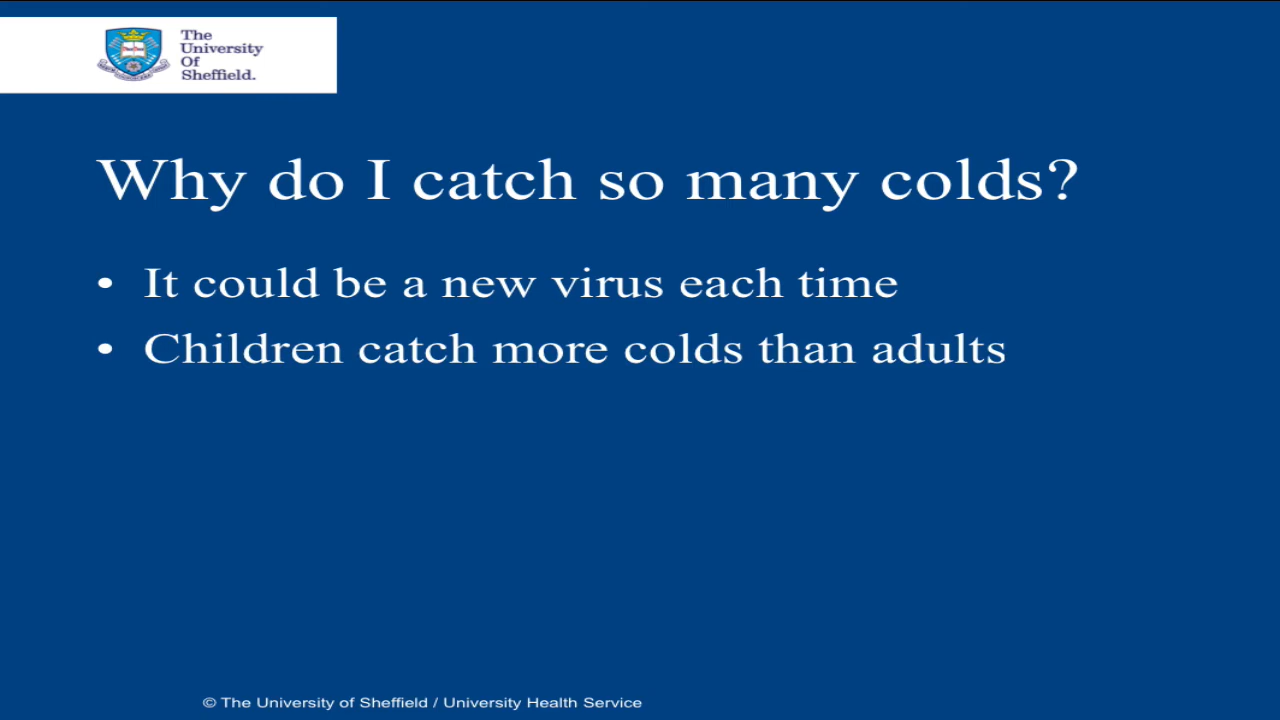 The
University
Of
Sheffield.
Why do I catch so many colds?
• It could be a new virus each time
• Children catch more colds than adults
© The University of Sheffield / University Health Service